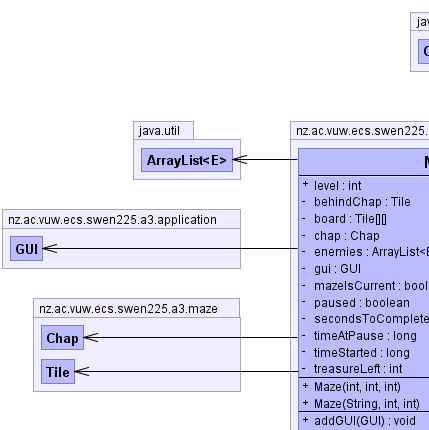 java.util
nz.ac.vuw.ecs.swen225.
ArrayList<E>
level : int
behindChap : Tile
board : Tile[][]
chap : Chap
enemies : ArrayList<E
gui : GUI
mazeIsCurrent : bool
paused : boolean
secondsToComplete
timeAtPause : long
timeStarted : long
treasureLeft : int
Maze(int, int, int)
Maze(String, int, int)
addGUI(GUI) : void
nz.ac.vuw.ecs.swen225.a3.application
GUI
nz.ac.vuw.ecs.swen225.a3.maze
Chap
Tile